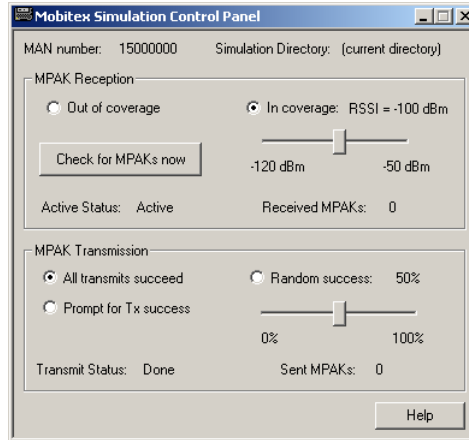 Mobitex Simulation Control Panel
MAN number: 15000000 Simulation Directory: (current directory)
MPAK Reception
Out of coverage In coverage: RSSI = -100 dBm
Check for MPAKs now
-120 dBm -50 dBm
Active Status: Active Received MPAKs: 0
MPAK Transmission
All transmits succeed Random success: 50%
Prompt for Tx success
0% 100%
Transmit Status: Done Sent MPAKs: 0
Help